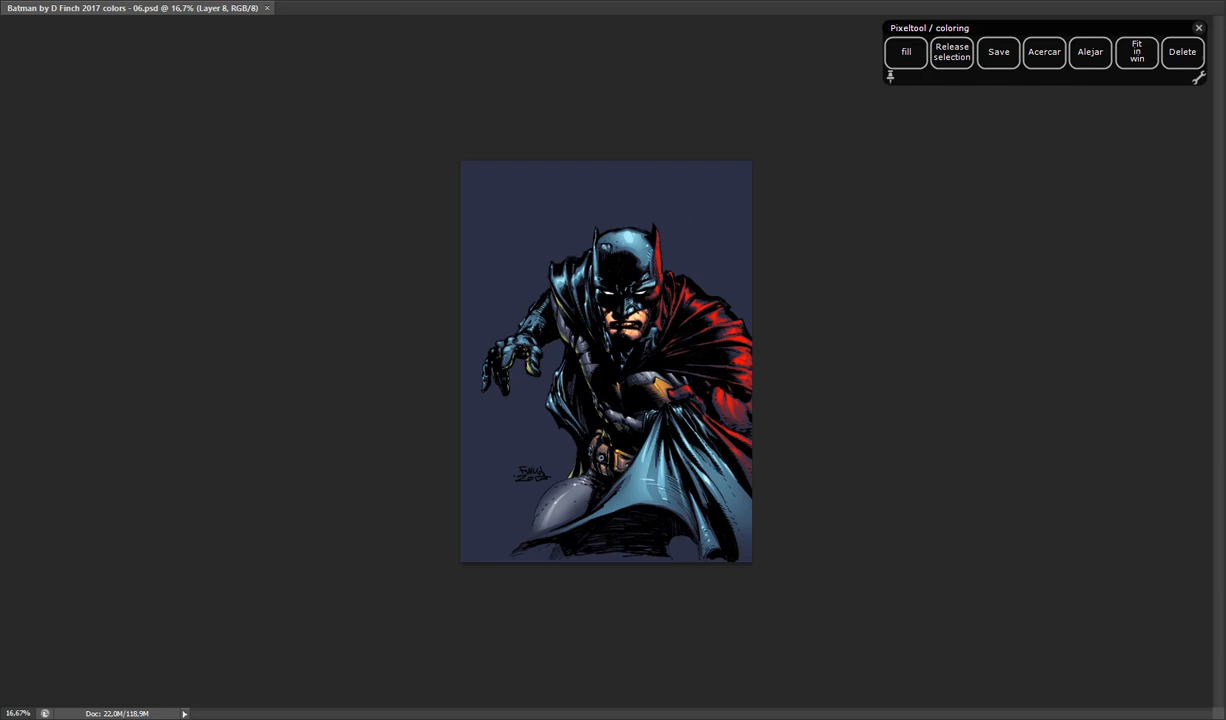 Batman by D Finch 2017 colors - 06.psd @ 16,7% (Layer 8, RGB/8) ×
Pixeltool / coloring
fill
Release
selection
Save
Acercar
Alejar
Fit
in
win
Delete
2017
16,67%
Doc: 22,0M/118,9M